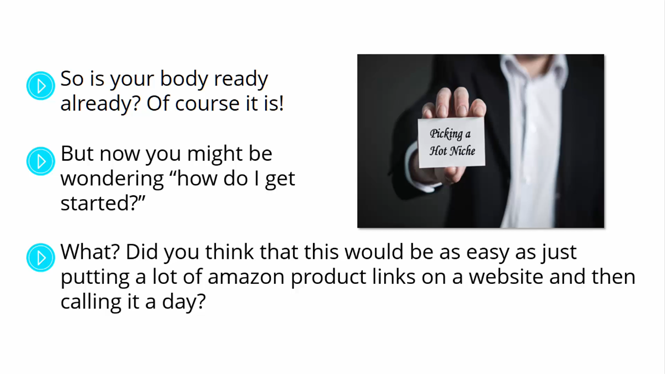 So is your body ready
already? Of course it is!
But now you might be
wondering “how do I get
started?”
Picking a
Hot Niche
What? Did you think that this would be as easy as just
putting a lot of amazon product links on a website and then
calling it a day?